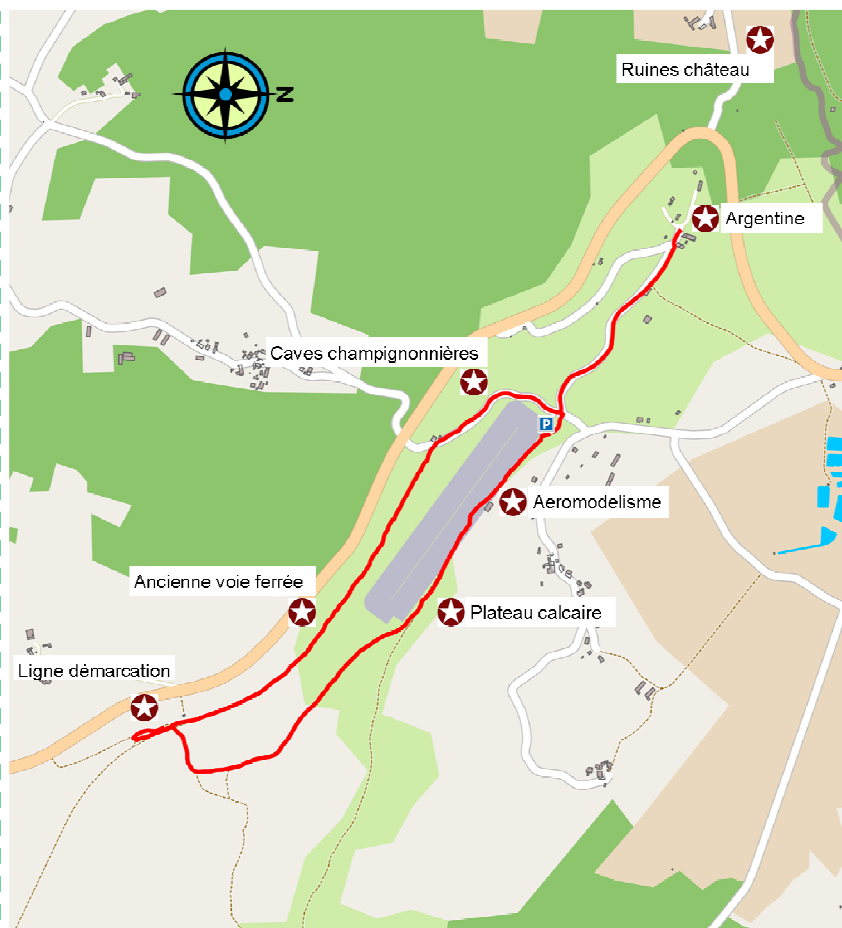 Ruines château
N
Argentine
Caves champignonnières
P
Aeromodelisme
Ancienne voie ferrée
Plateau calcaire
Ligne démarcation